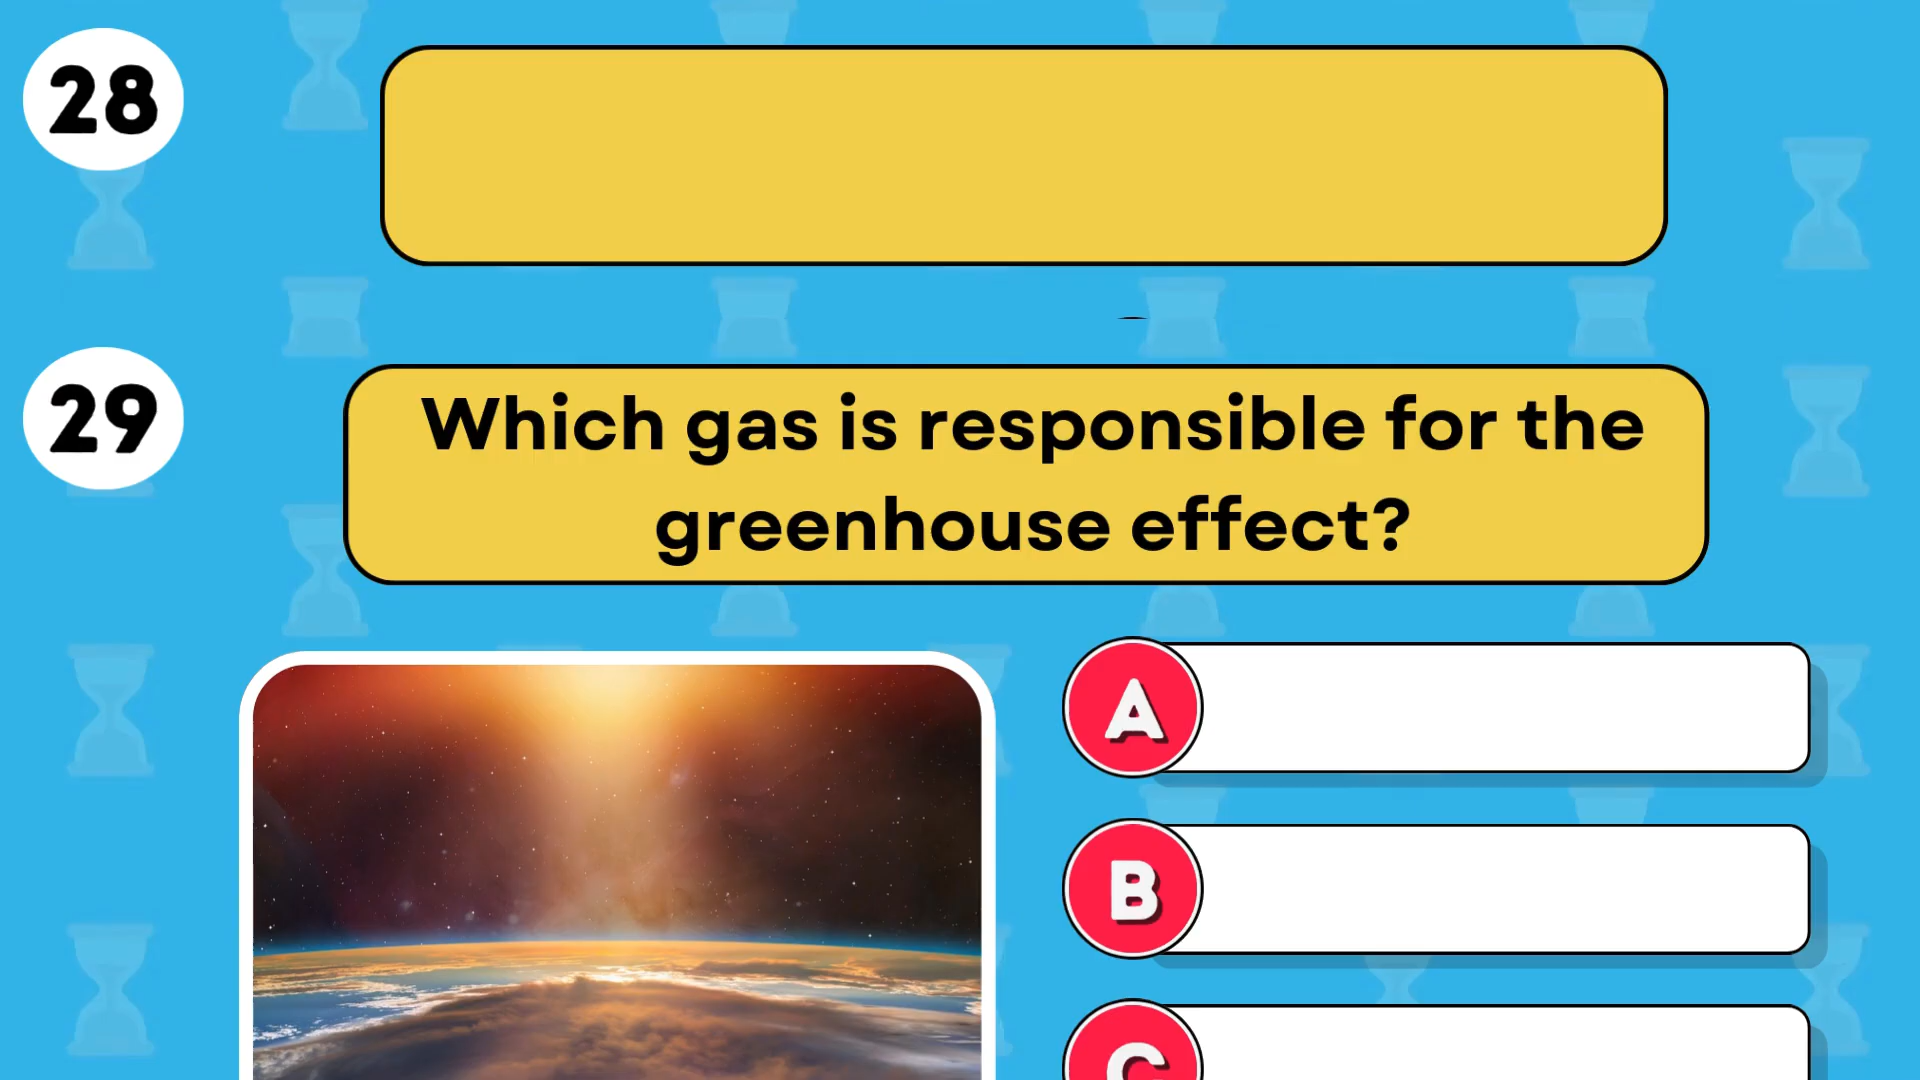 28
29
Which gas is responsible for the
greenhouse effect?
A
B
C